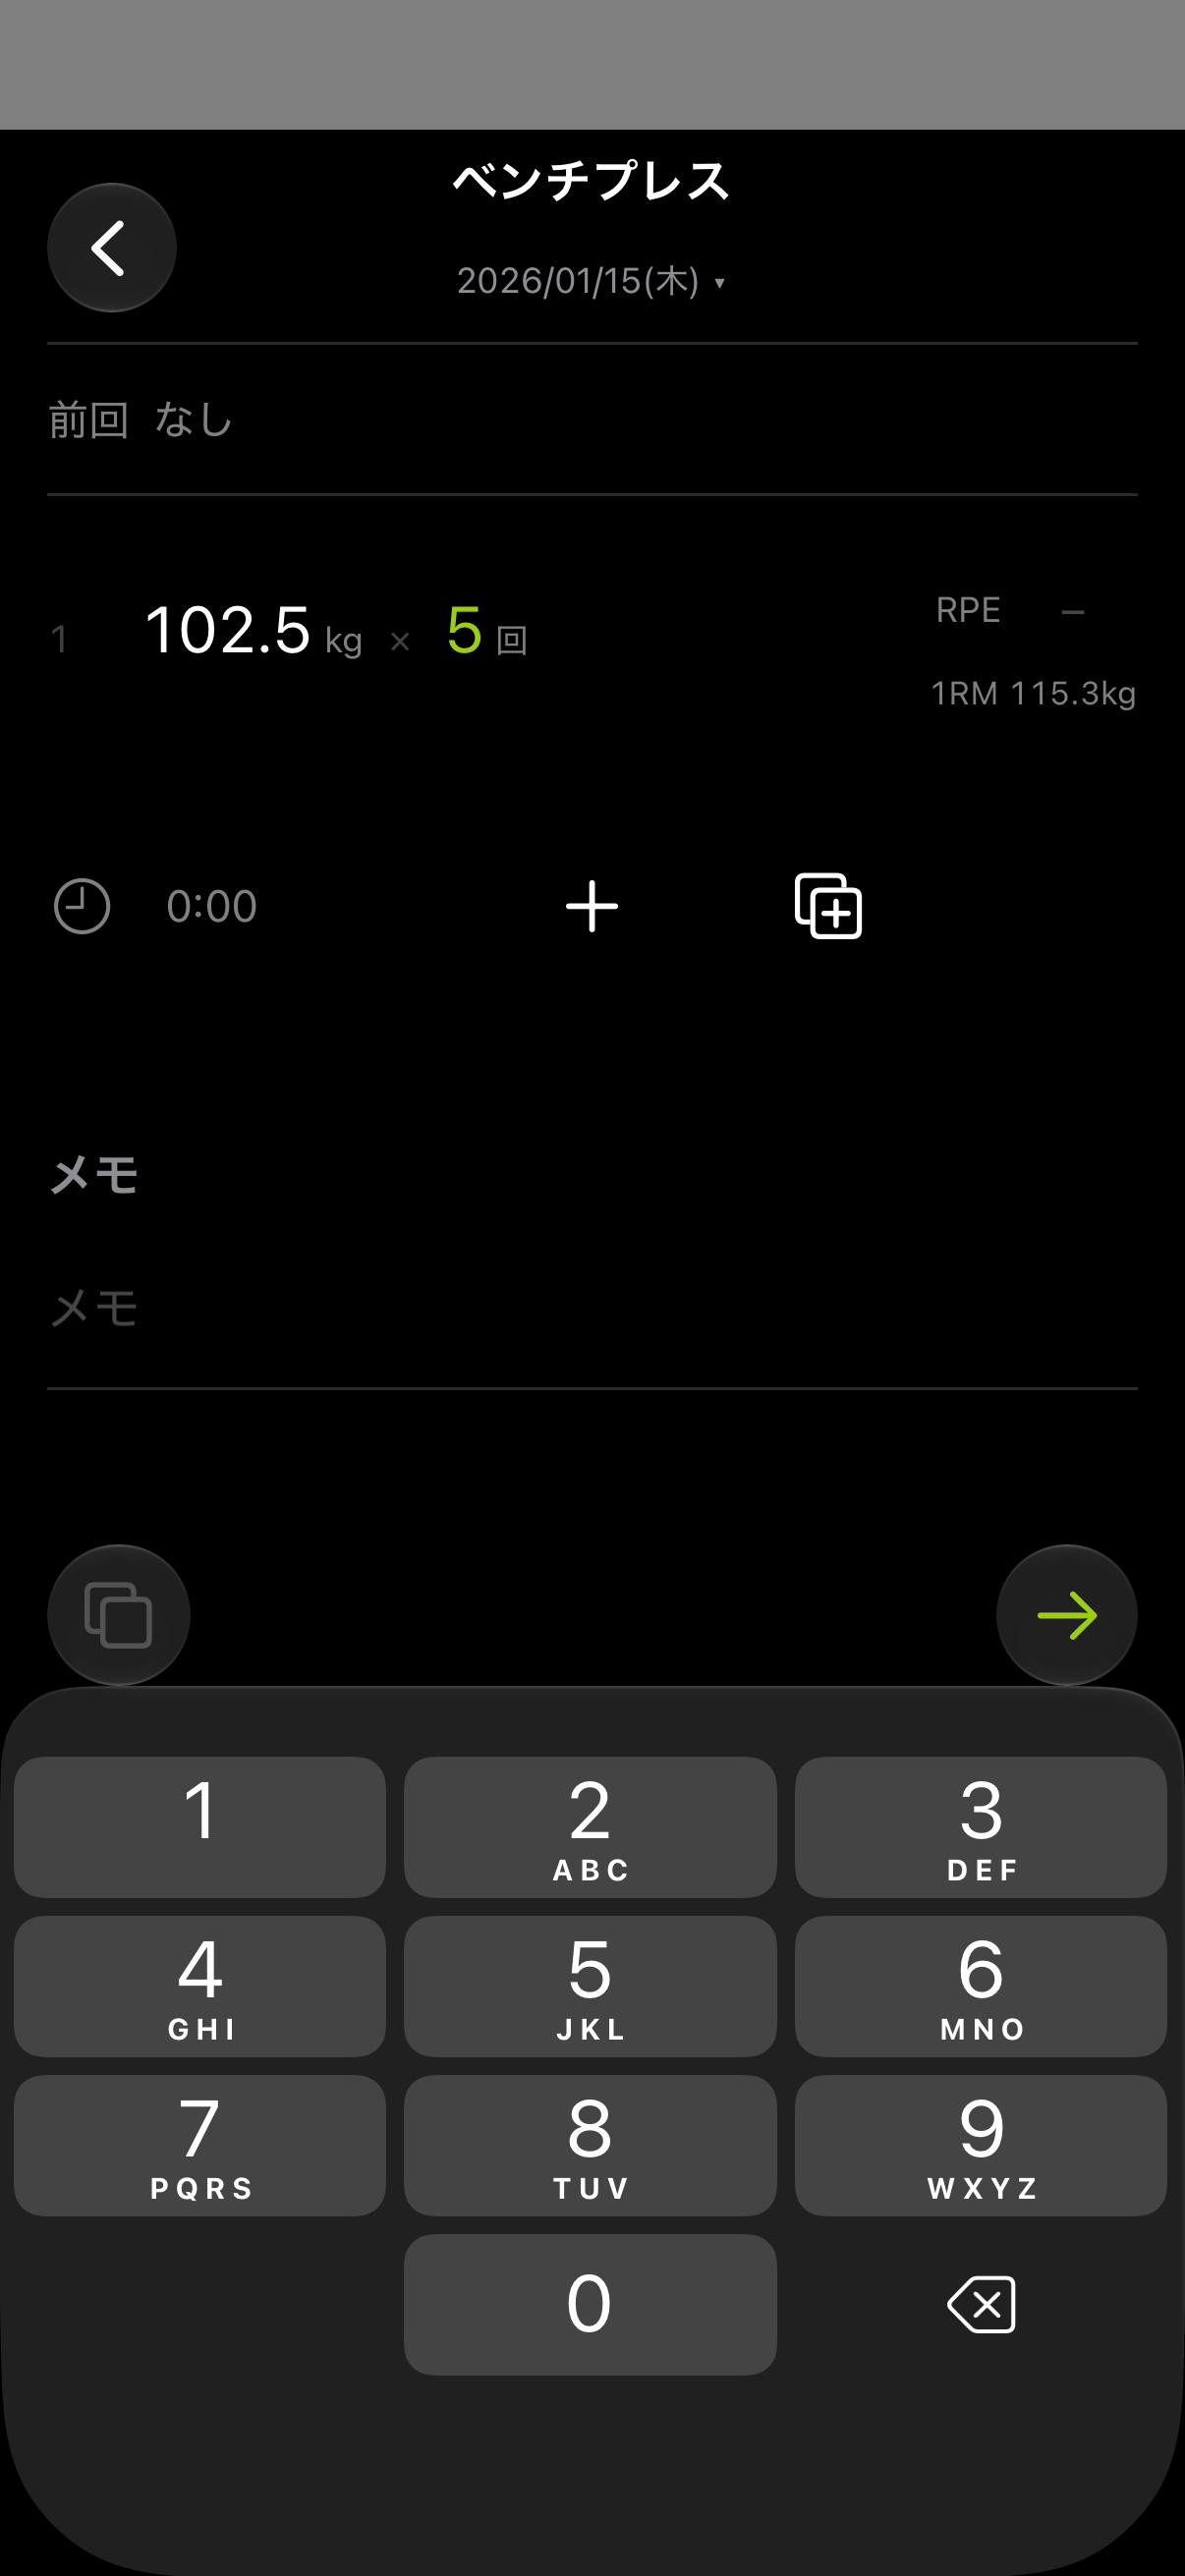 ベンチプレス
2026/01/15(木) ▾
前回 なし
1 102.5 kg × 5 回
RPE –
1RM 115.3kg
0:00
メモ
メモ
1 2 3
ABC DEF
4 5 6
GHI JKL MNO
7 8 9
PQRS TUV WXYZ
0